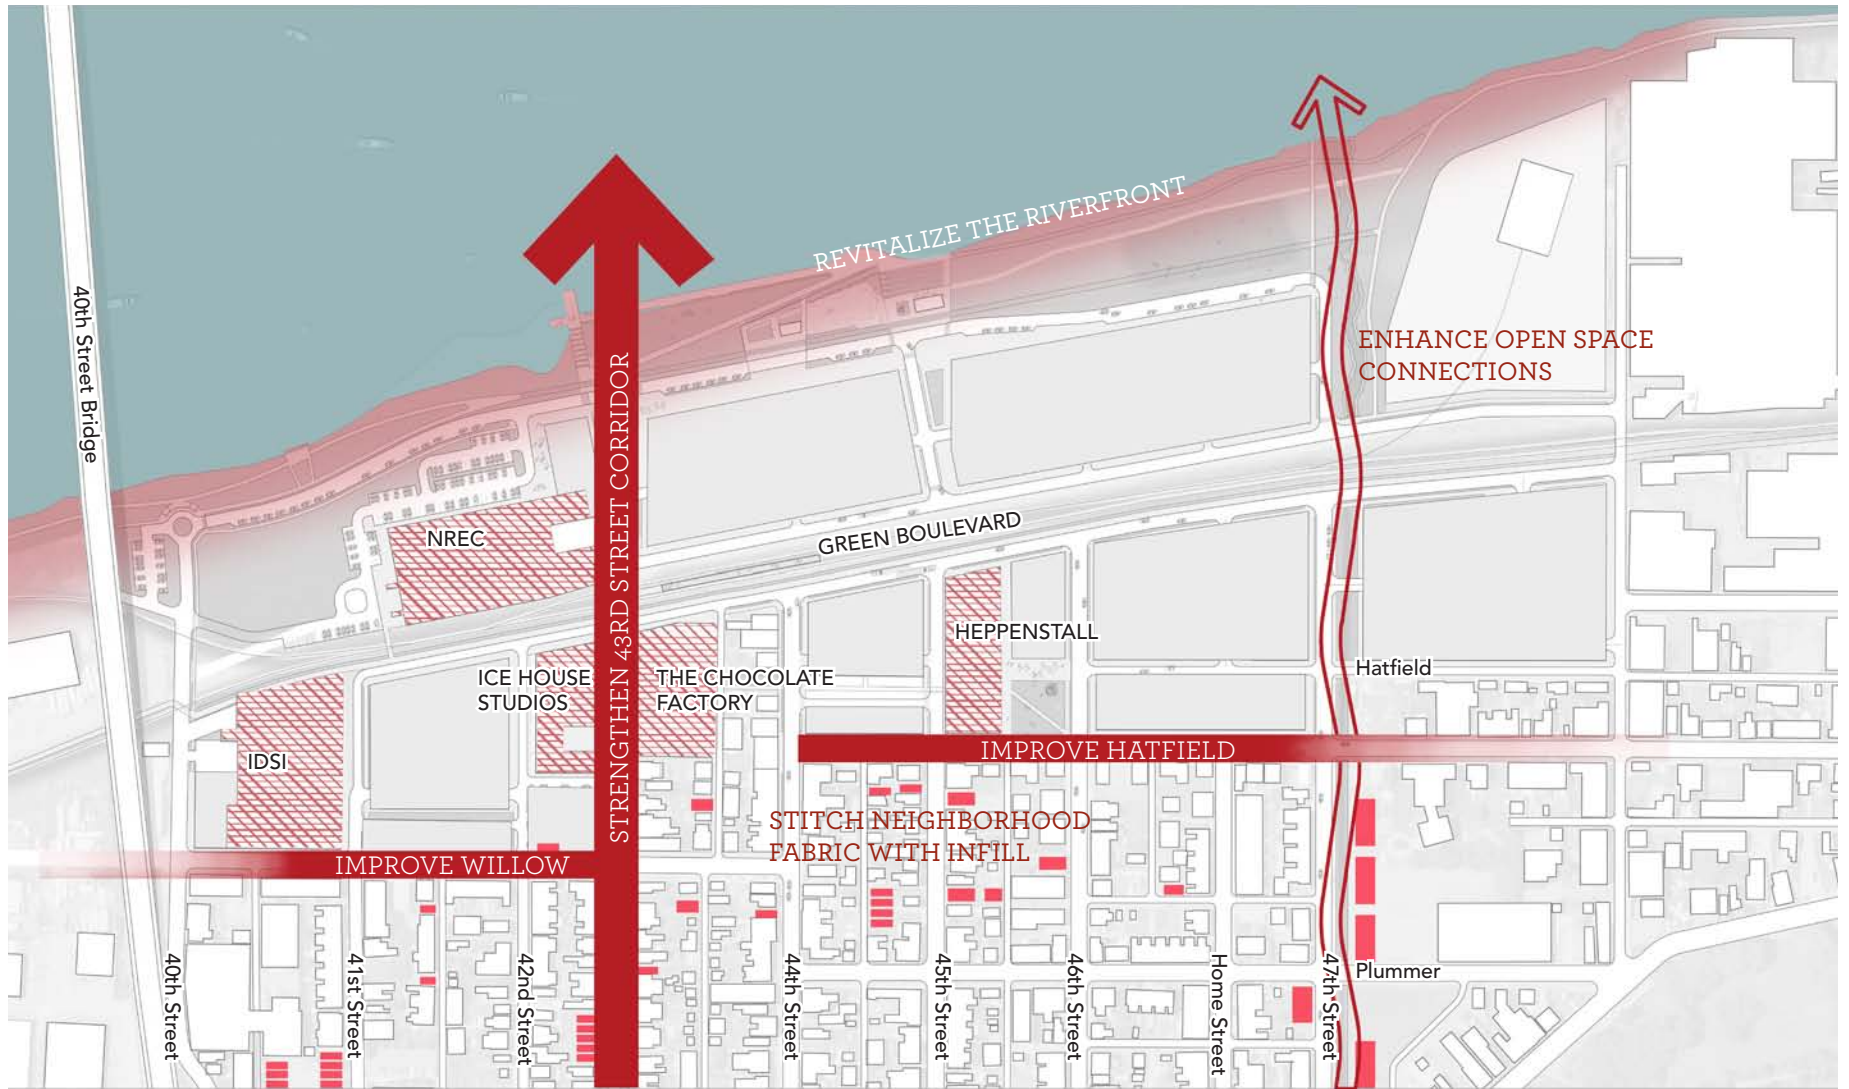 REVITALIZE THE RIVERFRONT
40th Street Bridge
STRENGTHEN 43RD STREET CORRIDOR
ENHANCE OPEN SPACE
CONNECTIONS
NREC
GREEN BOULEVARD
HEPPENSTALL
ICE HOUSE
STUDIOS
THE CHOCOLATE
FACTORY
Hatfield
IDSI
IMPROVE HATFIELD
STITCH NEIGHBORHOOD
FABRIC WITH INFILL
IMPROVE WILLOW
40th Street
41st Street
42nd Street
44th Street
45th Street
46th Street
Home Street
47th Street
Plummer